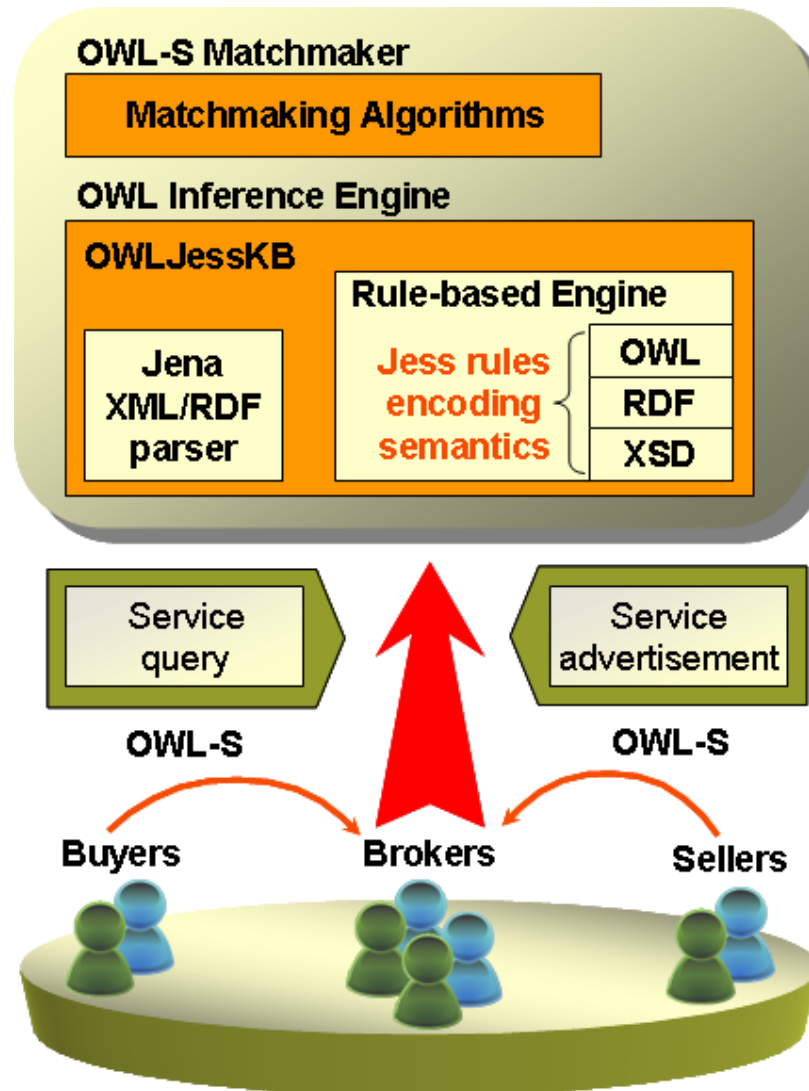 OWL-S Matchmaker
Matchmaking Algorithms
OWL Inference Engine
OWLJessKB
Rule-based Engine
Jena
XML/RDF
parser
Jess rules
encoding
semantics
OWL
RDF
XSD
Service
query
Service
advertisement
OWL-S
OWL-S
Buyers
Brokers
Sellers